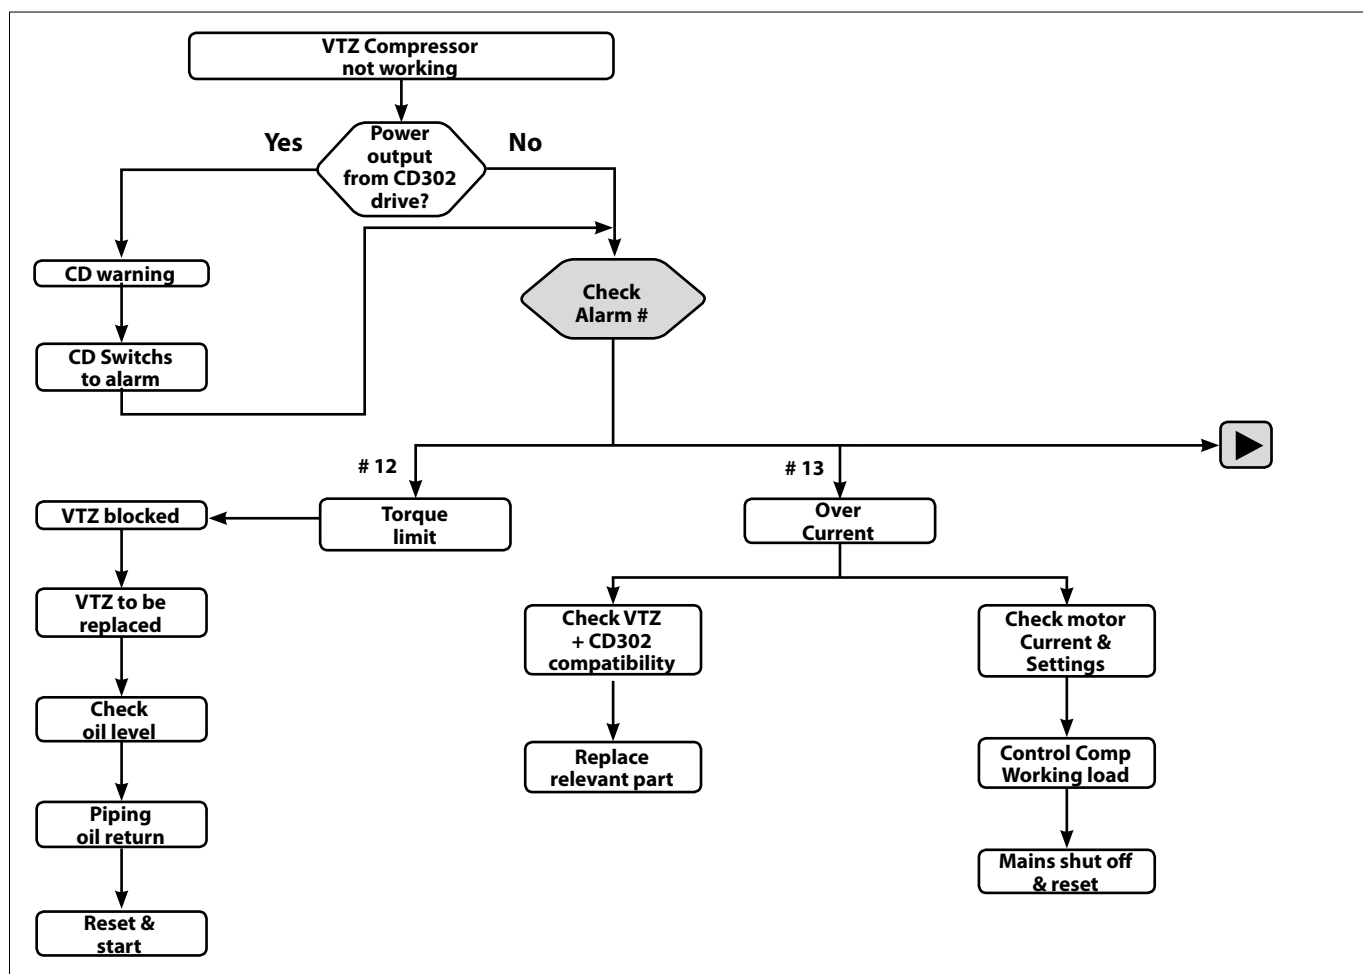 VTZ Compressor
not working
Yes
Power
output
from CD302
drive?
No
CD warning
CD Switchs
to alarm
Check
Alarm #
# 12
# 13
VTZ blocked
Torque
limit
Over
Current
VTZ to be
replaced
Check VTZ
+ CD302
compatibility
Check motor
Current &
Settings
Check
oil level
Replace
relevant part
Control Comp
Working load
Piping
oil return
Mains shut off
& reset
Reset &
start